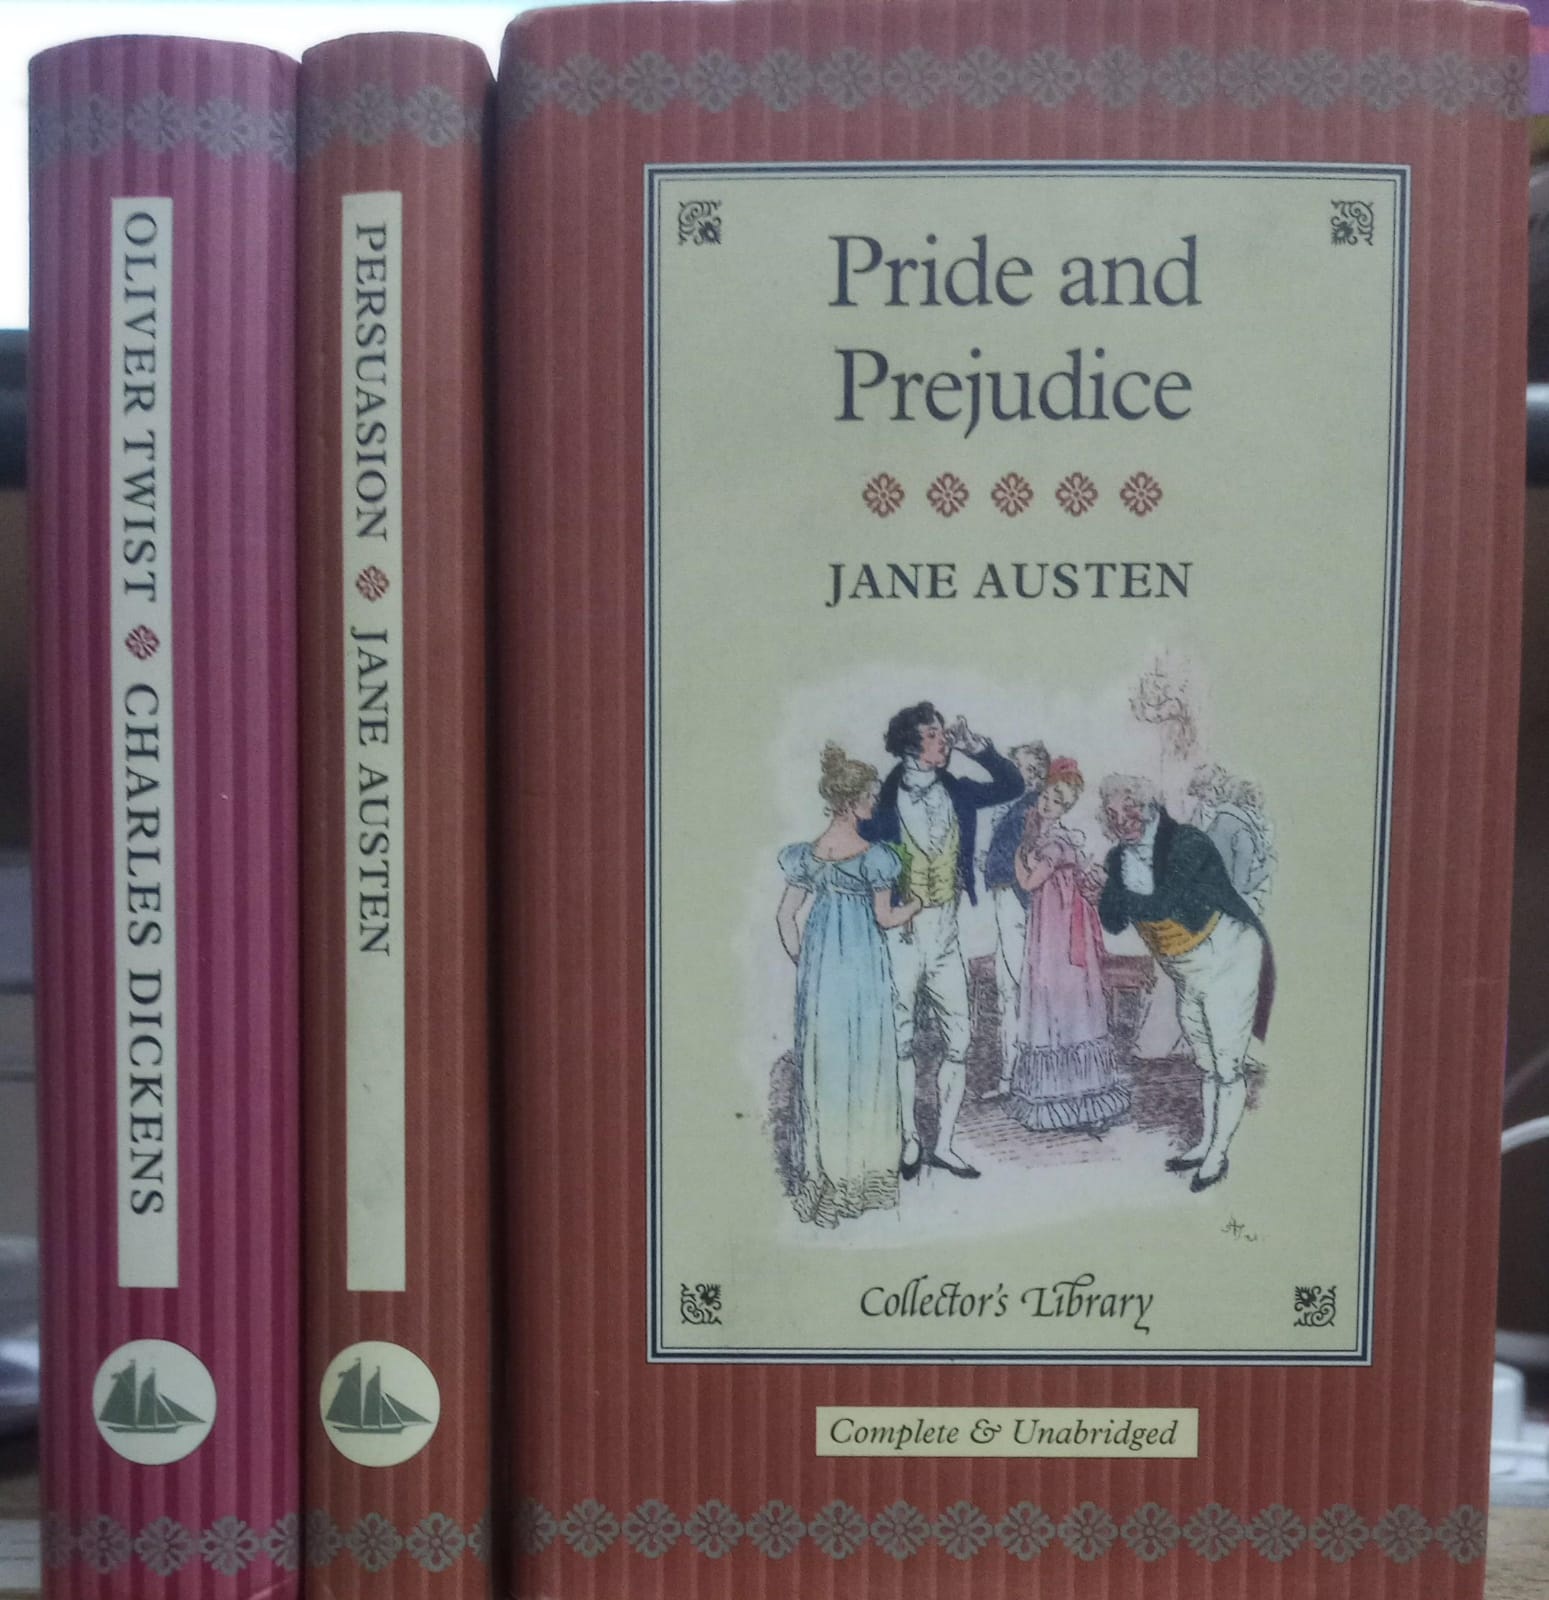 OLIVER TWIST CHARLES DICKENS
PERSUASION JANE AUSTEN
Pride and
Prejudice
JANE AUSTEN
Collector's Library
Complete & Unabridged